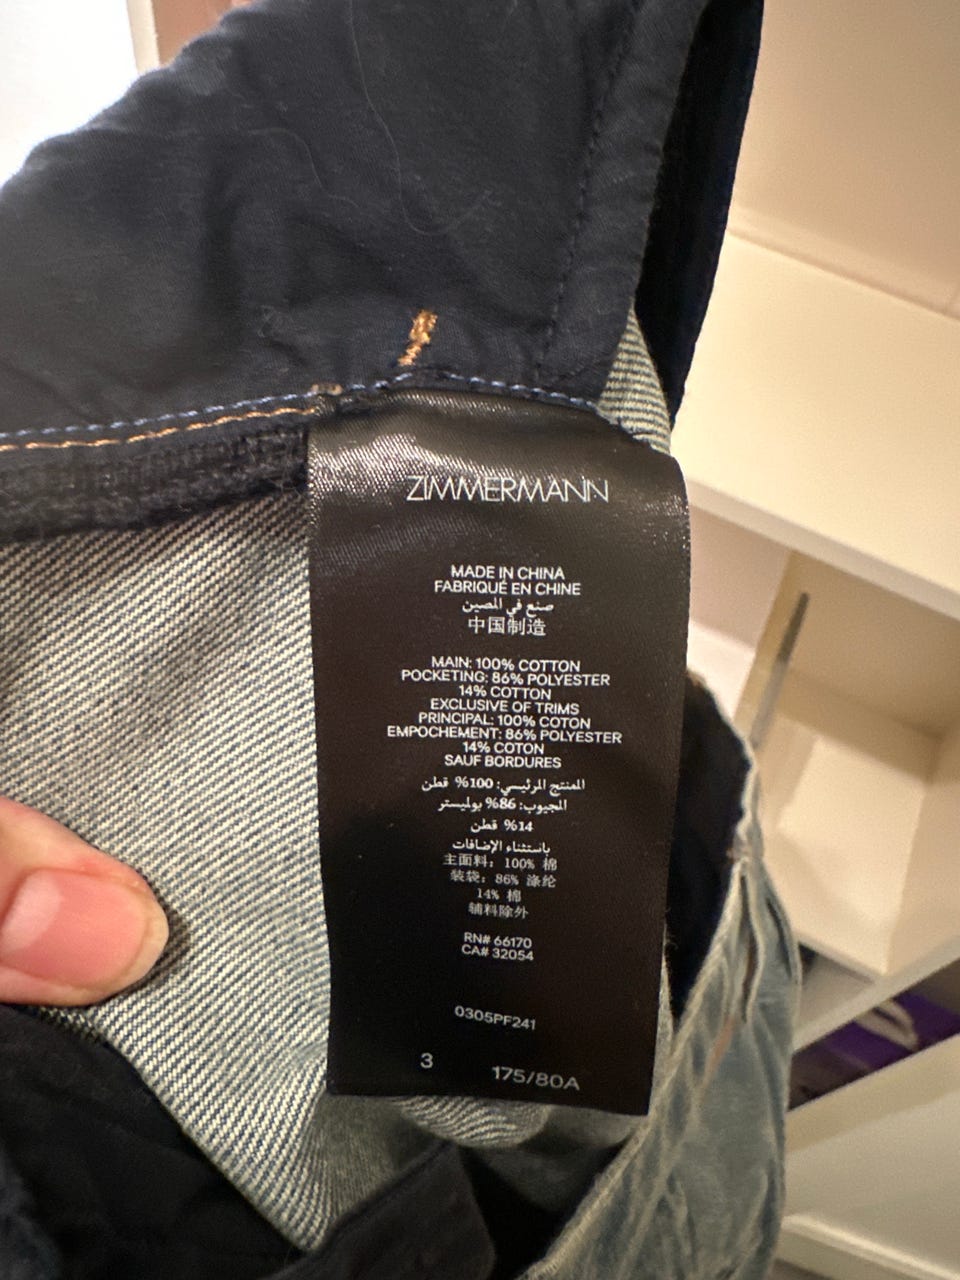 ZIMMERMANN
MADE IN CHINA
FABRIQUÉ EN CHINE
صنع في الصين
中国制造
MAIN: 100% COTTON
POCKETING: 86% POLYESTER
14% COTTON
EXCLUSIVE OF TRIMS
PRINCIPAL: 100% COTON
EMPOCHEMENT: 86% POLYESTER
14% COTON
SAUF BORDURES
المنتج الرئيسي: 100% قطن
الجيوب: 86% بوليستر
14% قطن
باستثناء الإضافات
主面料: 100% 棉
装袋: 86% 涤纶
14% 棉
辅料除外
RN# 66170
CA# 32054
0305PF241
3 175/80A